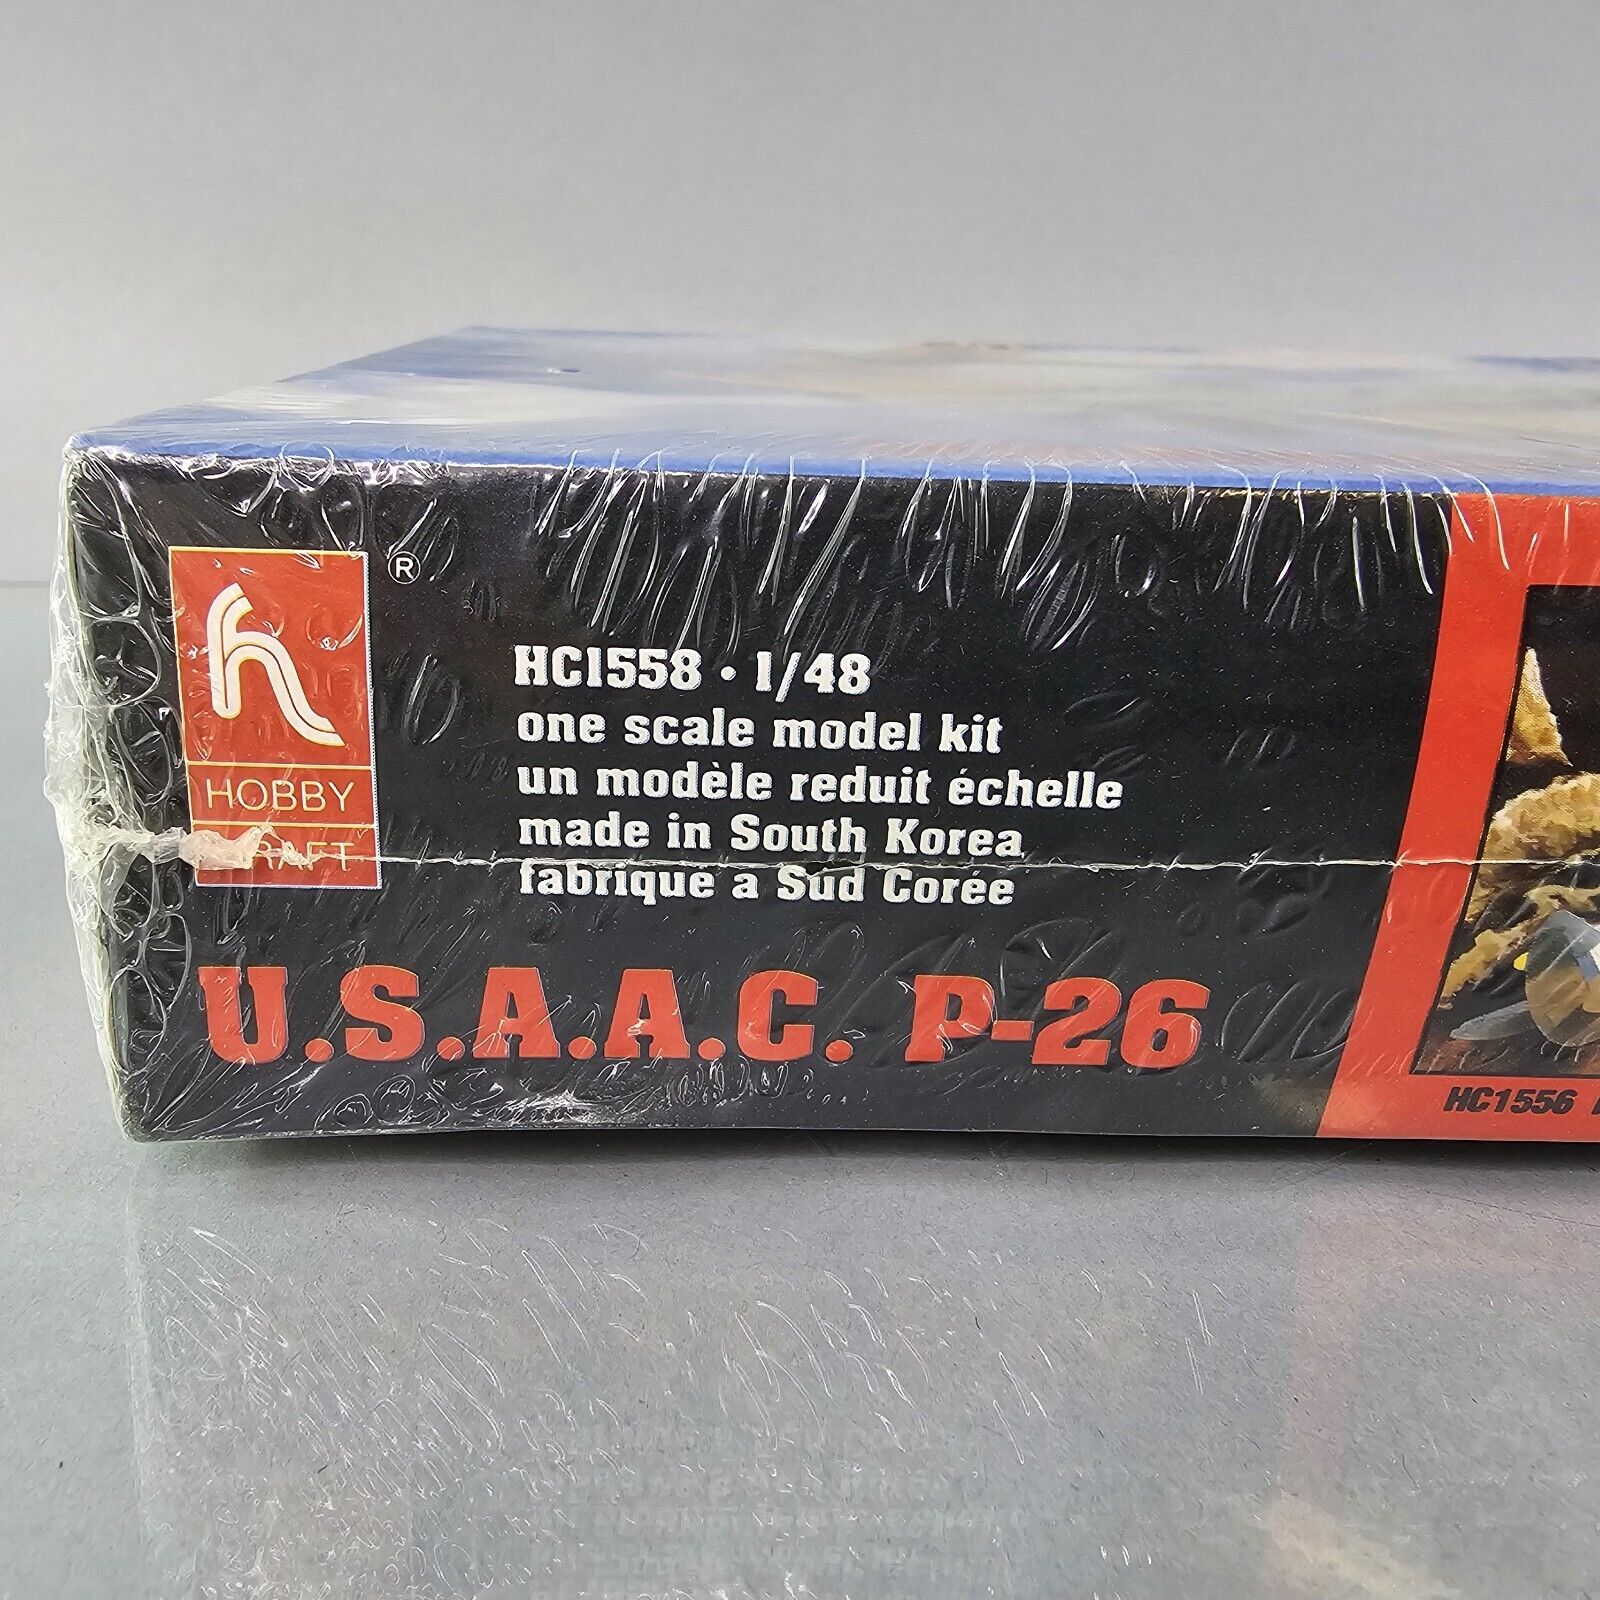 ®
HOBBY
CRAFT
HC1558 • 1/48
one scale model kit
un modèle reduit échelle
made in South Korea
fabrique a Sud Corée
U.S.A.A.C. P-26
HC1556